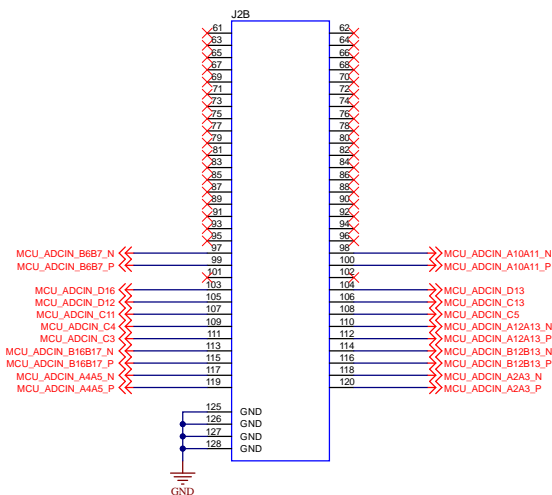 J2B
61 62
63 64
65 66
67 68
69 70
71 72
73 74
75 76
77 78
79 80
81 82
83 84
85 86
87 88
89 90
91 92
93 94
95 96
MCU_ADCIN_B6B7_N 97 98 MCU_ADCIN_A10A11_N
MCU_ADCIN_B6B7_P 99 100 MCU_ADCIN_A10A11_P
101 102
MCU_ADCIN_D16 103 104 MCU_ADCIN_D13
MCU_ADCIN_D12 105 106 MCU_ADCIN_C13
MCU_ADCIN_C11 107 108 MCU_ADCIN_C5
MCU_ADCIN_C4 109 110 MCU_ADCIN_A12A13_N
MCU_ADCIN_C3 111 112 MCU_ADCIN_A12A13_P
MCU_ADCIN_B16B17_N 113 114 MCU_ADCIN_B12B13_N
MCU_ADCIN_B16B17_P 115 116 MCU_ADCIN_B12B13_P
MCU_ADCIN_A4A5_N 117 118 MCU_ADCIN_A2A3_N
MCU_ADCIN_A4A5_P 119 120 MCU_ADCIN_A2A3_P
125 GND
126 GND
127 GND
128 GND
GND